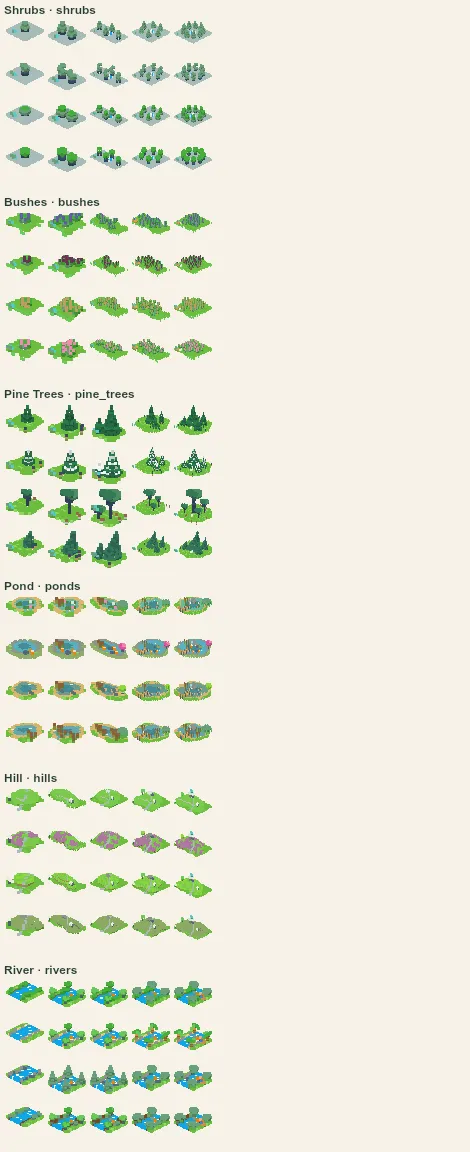 Shrubs · shrubs
Bushes · bushes
Pine Trees · pine_trees
Pond · ponds
Hill · hills
River · rivers